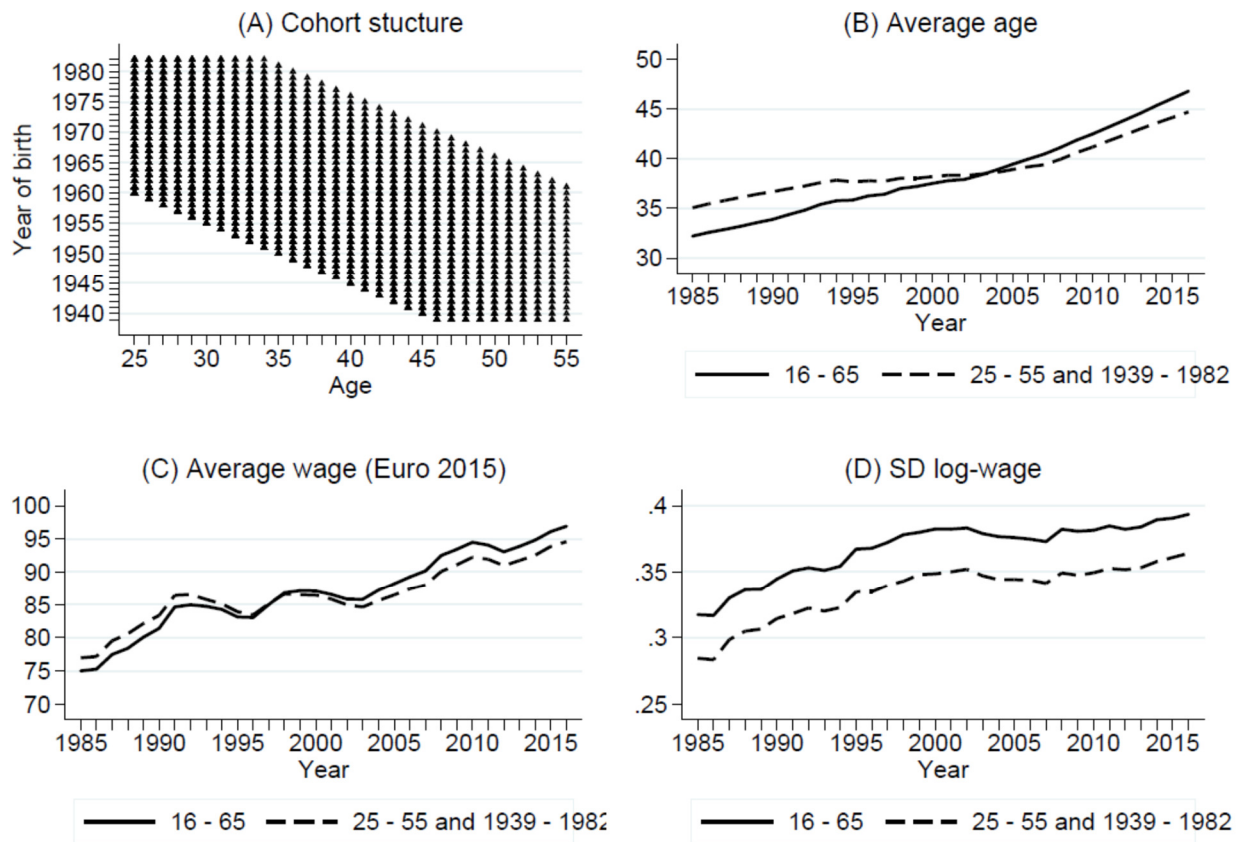 (A) Cohort stucture
Year of birth
1980
1975
1970
1965
1960
1955
1950
1945
1940
25 30 35 40 45 50 55
Age
(B) Average age
50
45
40
35
30
1985 1990 1995 2000 2005 2010 2015
Year
16 - 65 25 - 55 and 1939 - 1982
(C) Average wage (Euro 2015)
100
95
90
85
80
75
70
1985 1990 1995 2000 2005 2010 2015
Year
16 - 65 25 - 55 and 1939 - 1982
(D) SD log-wage
.4
.35
.3
.25
1985 1990 1995 2000 2005 2010 2015
Year
16 - 65 25 - 55 and 1939 - 1982